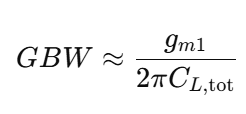 GBW ≈ g_{m1} / 2πC_{L,tot}